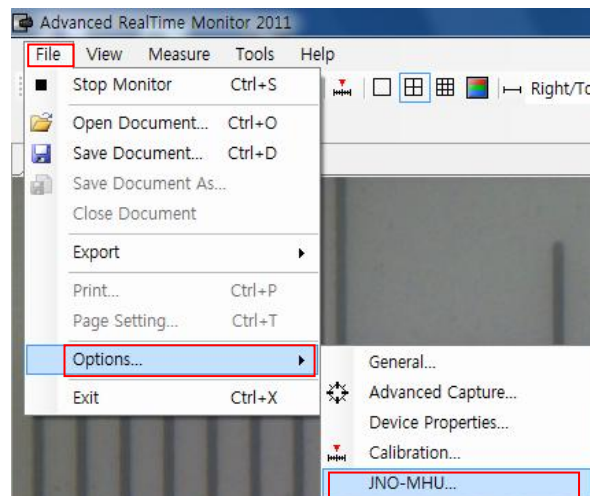 Advanced RealTime Monitor 2011
File View Measure Tools Help
Stop Monitor Ctrl+S
Right/To
Open Document... Ctrl+O
Save Document... Ctrl+D
Save Document As...
Close Document
Export
Print... Ctrl+P
Page Setting... Ctrl+T
Options...
General...
Exit Ctrl+X
Advanced Capture...
Device Properties...
Calibration...
JNO-MHU...